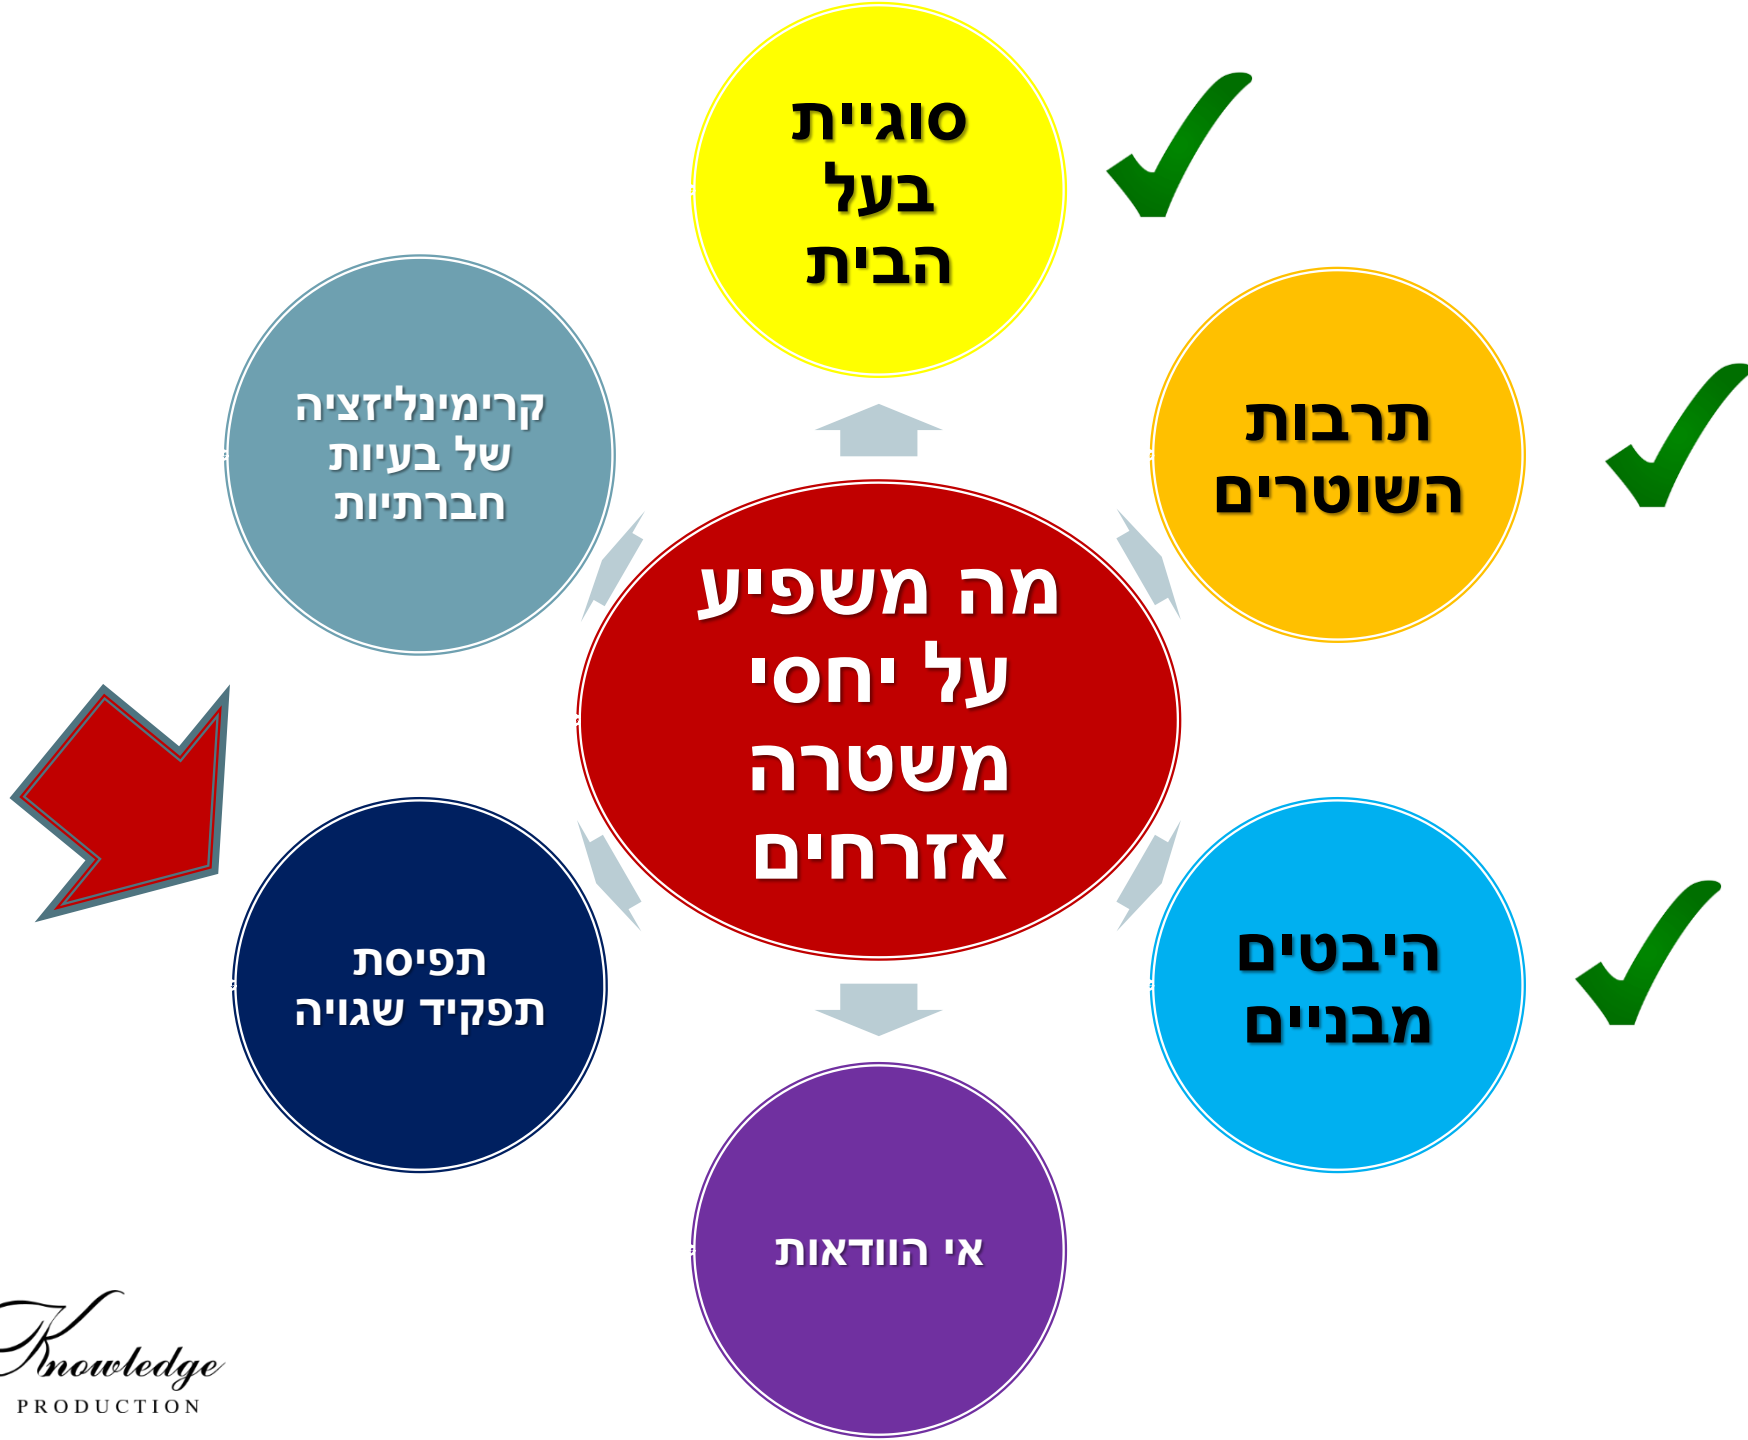 סוגיית
בעל
הבית
תרבות
השוטרים
היבטים
מבניים
אי הוודאות
תפיסת
תפקיד שגויה
קרימינליזציה
של בעיות
חברתיות
מה משפיע
על יחסי
משטרה
אזרחים
Knowledge
PRODUCTION